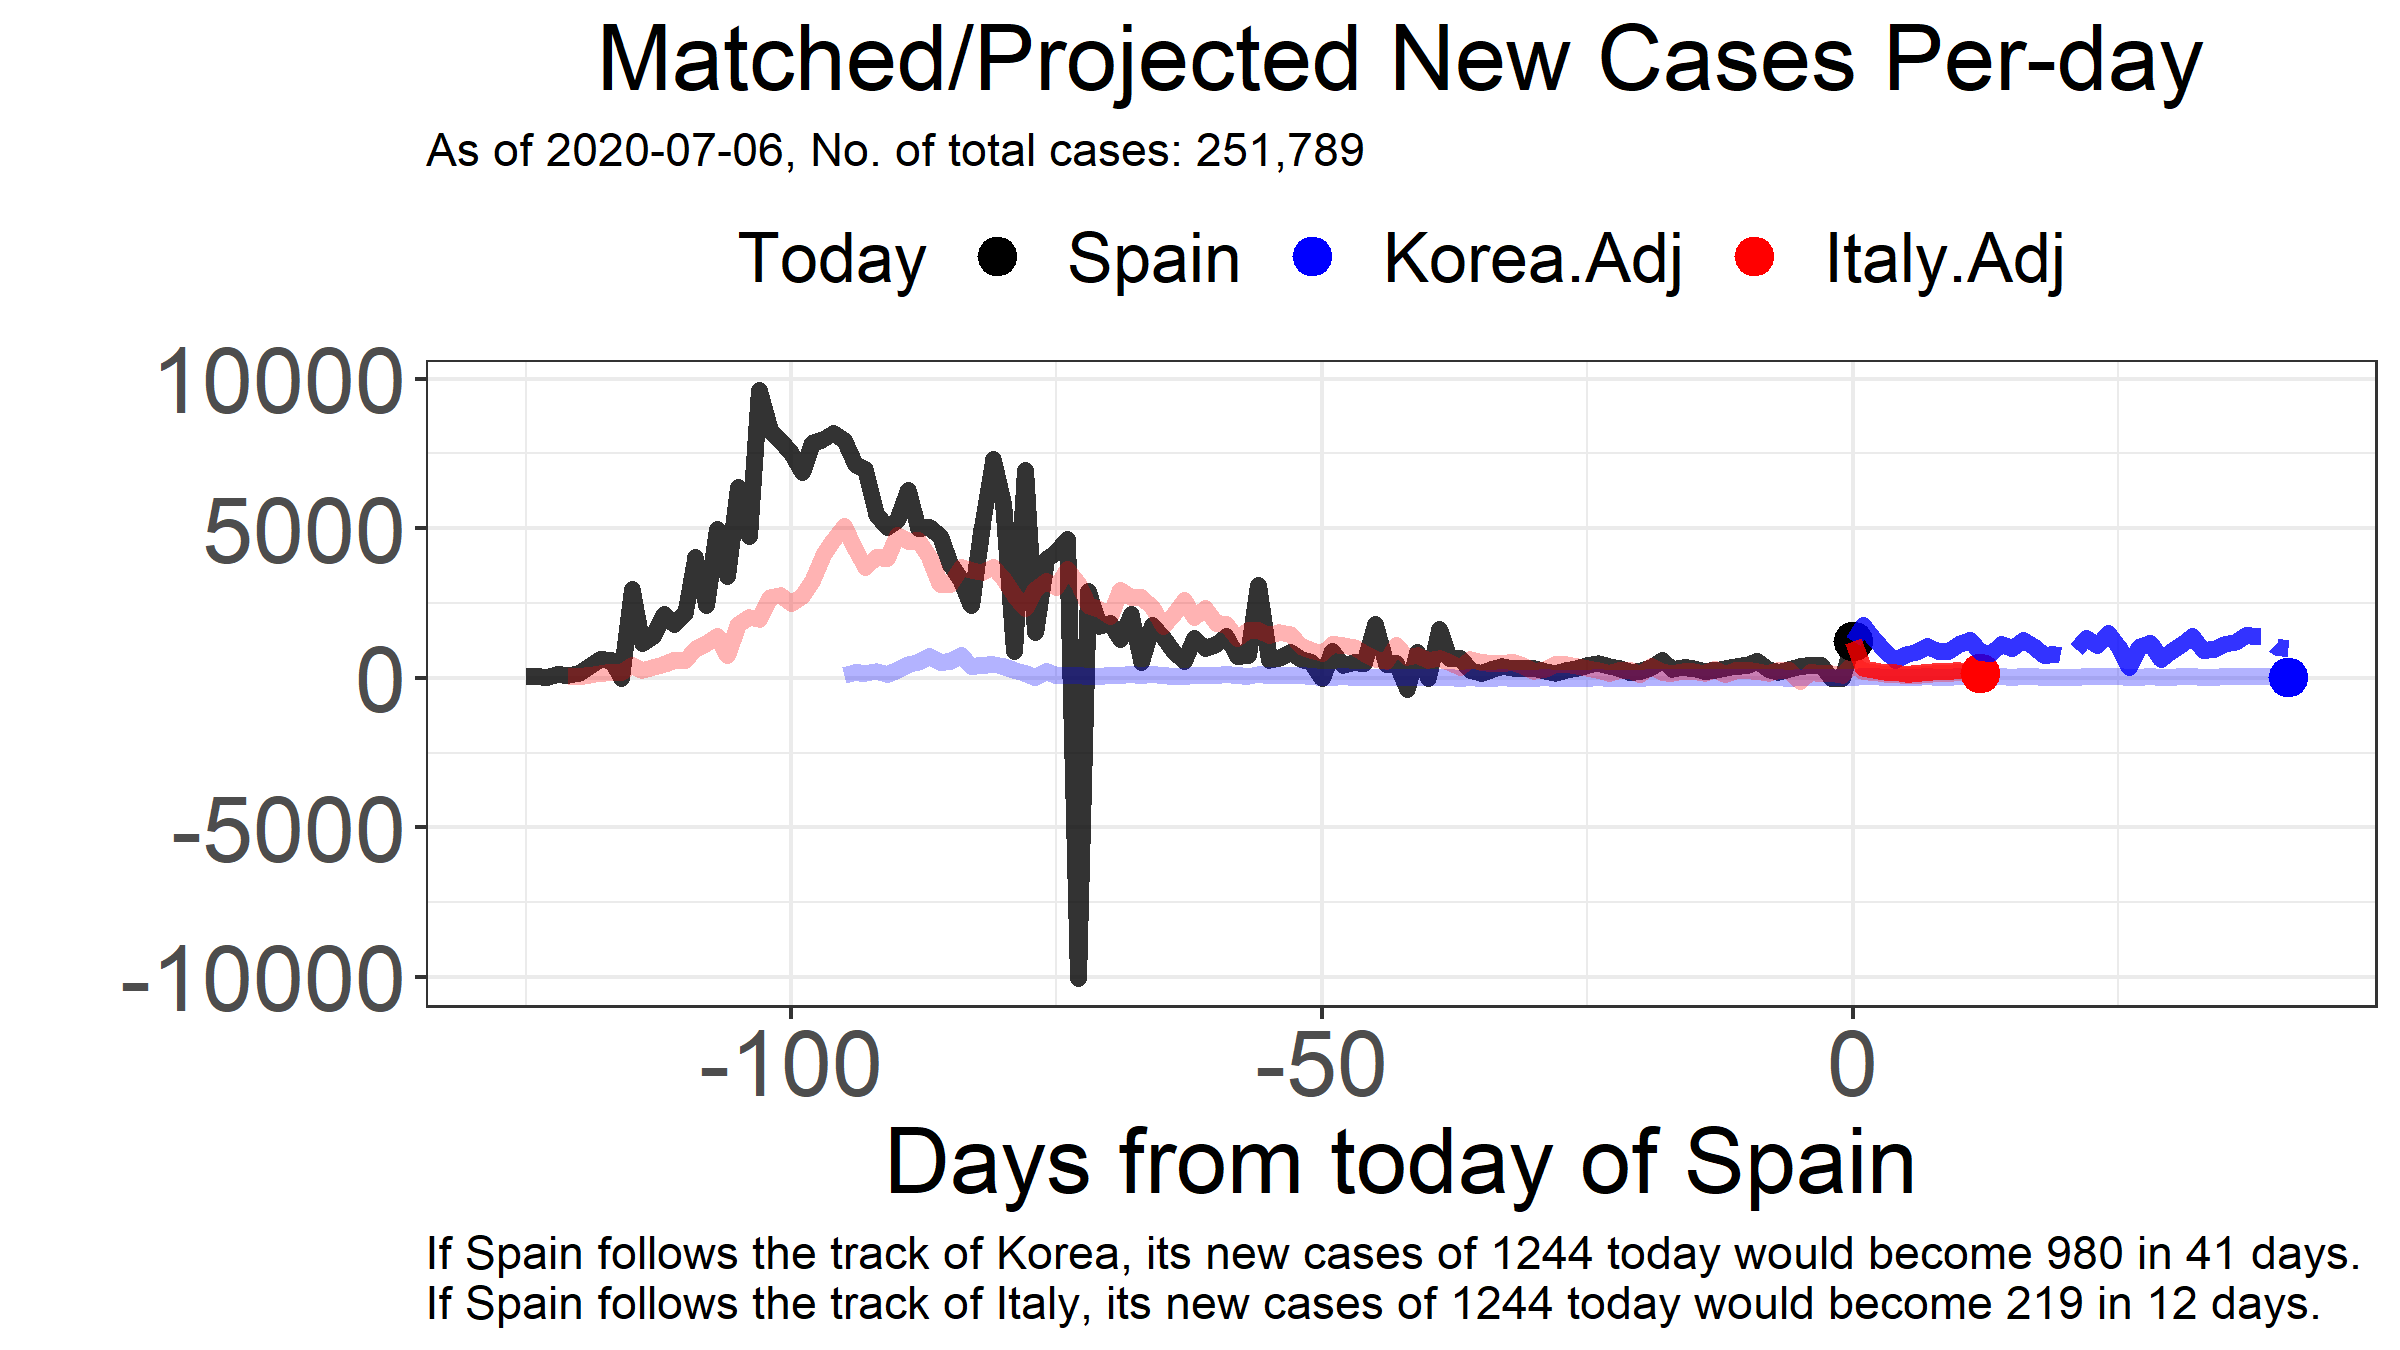 Matched/Projected New Cases Per-day
As of 2020-07-06, No. of total cases: 251,789
Today Spain Korea.Adj Italy.Adj
10000
5000
0
-5000
-10000
-100 -50 0
Days from today of Spain
If Spain follows the track of Korea, its new cases of 1244 today would become 980 in 41 days.
If Spain follows the track of Italy, its new cases of 1244 today would become 219 in 12 days.